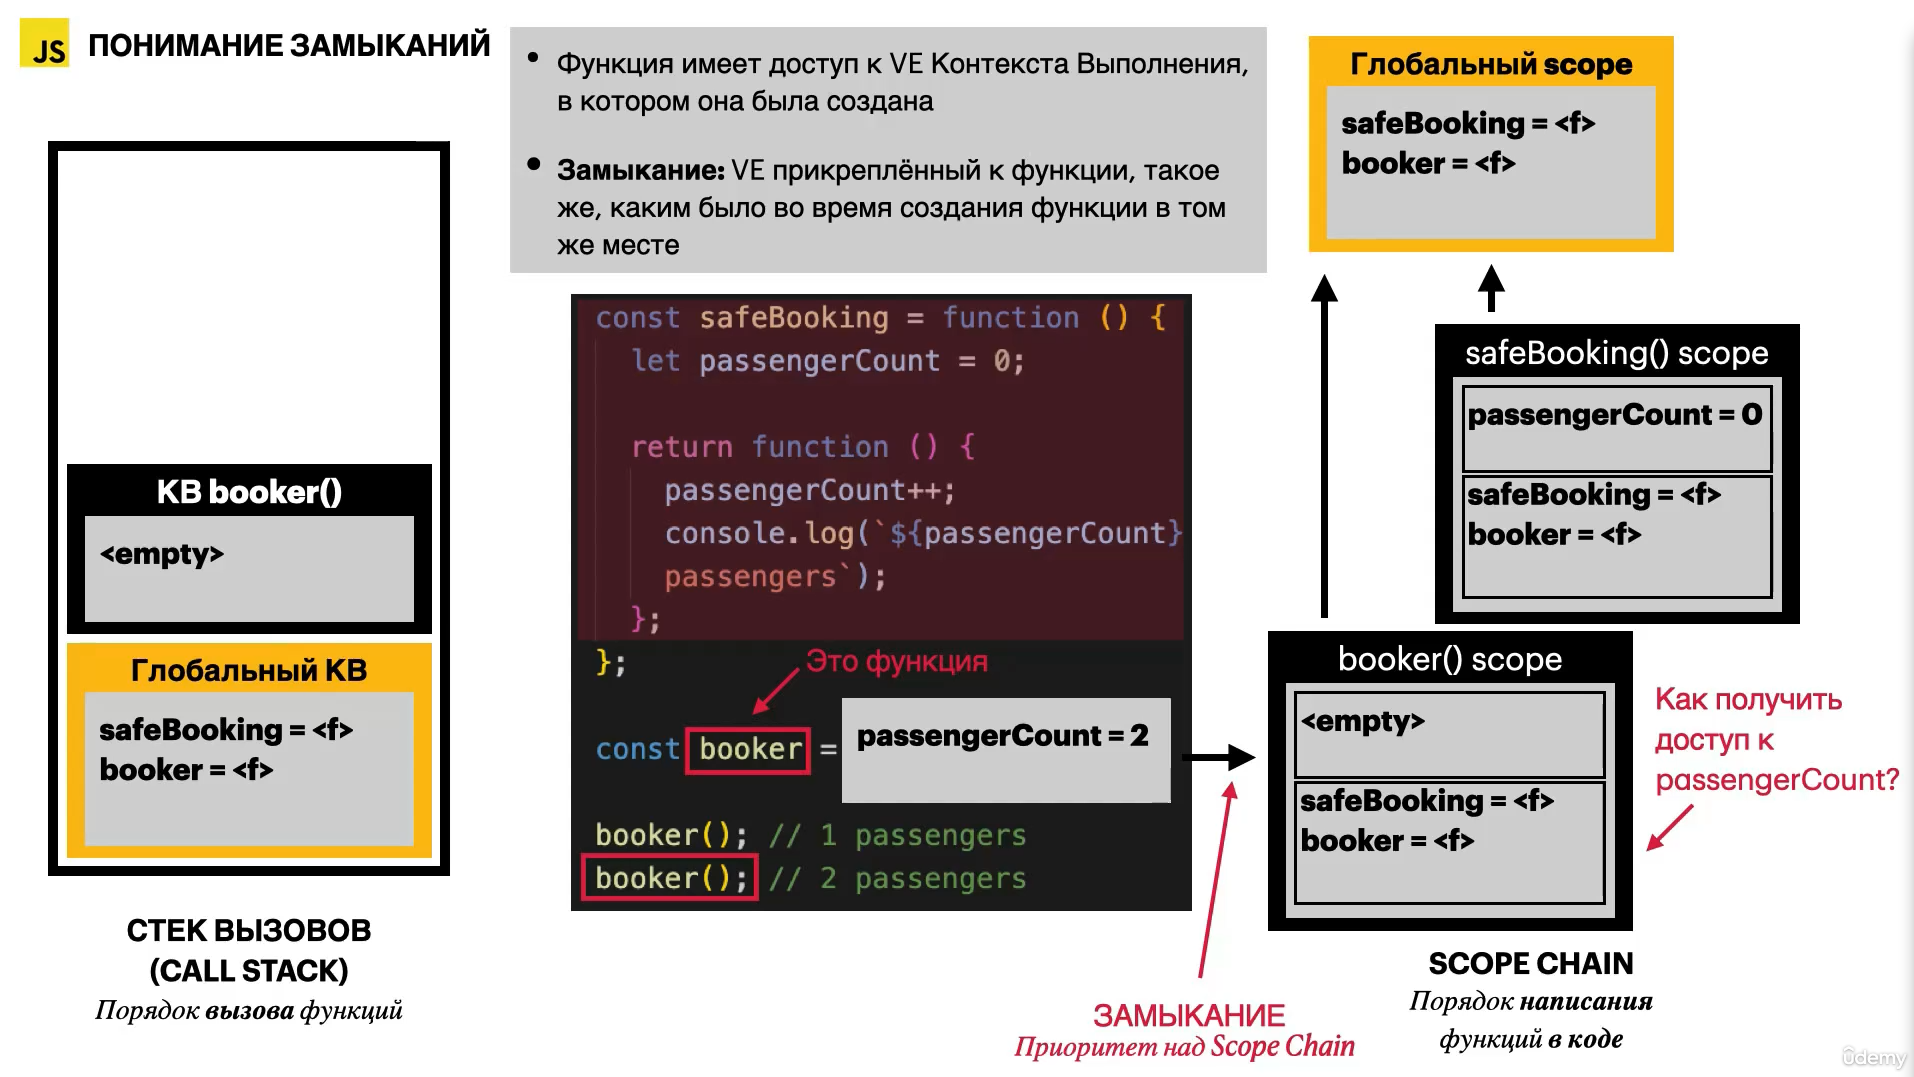 JS ПОНИМАНИЕ ЗАМЫКАНИЙ
• Функция имеет доступ к VE Контекста Выполнения,
в котором она была создана
• Замыкание: VE прикреплённый к функции, такое
же, каким было во время создания функции в том
же месте
КВ booker()
<empty>
Глобальный КВ
safeBooking = <f>
booker = <f>
СТЕК ВЫЗОВОВ
(CALL STACK)
Порядок вызова функций
const safeBooking = function () {
let passengerCount = 0;
return function () {
passengerCount++;
console.log(`${passengerCount}
passengers`);
};
};
Это функция
const booker =
passengerCount = 2
booker(); // 1 passengers
booker(); // 2 passengers
ЗАМЫКАНИЕ
Приоритет над Scope Chain
Глобальный scope
safeBooking = <f>
booker = <f>
safeBooking() scope
passengerCount = 0
safeBooking = <f>
booker = <f>
booker() scope
<empty>
safeBooking = <f>
booker = <f>
Как получить
доступ к
passengerCount?
SCOPE CHAIN
Порядок написания
функций в коде
ûdemy